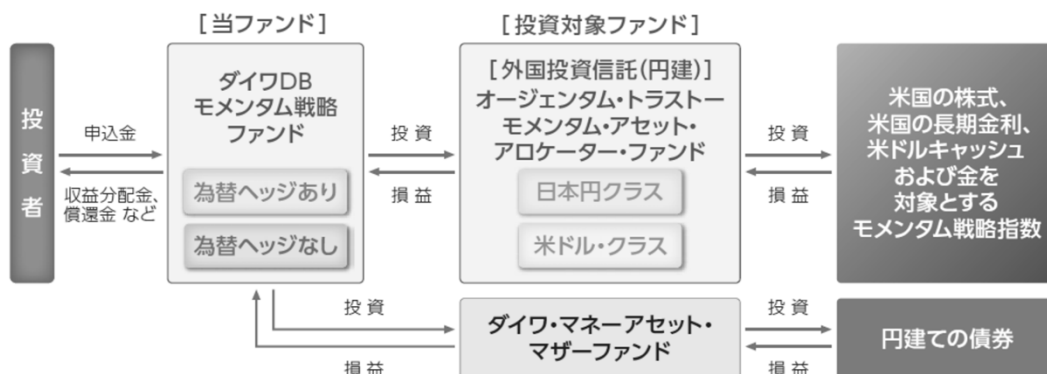 [当ファンド]
[投資対象ファンド]
投資者
申込金
収益分配金、
償還金 など
ダイワDB
モメンタム戦略
ファンド
為替ヘッジあり
為替ヘッジなし
投 資
損 益
[外国投資信託(円建)]
オージェンタム・トラストー
モメンタム・アセット・
アロケーター・ファンド
日本円クラス
米ドル・クラス
投 資
損 益
米国の株式、
米国の長期金利、
米ドルキャッシュ
および金を
対象とする
モメンタム戦略指数
投 資
損 益
ダイワ・マネーアセット・
マザーファンド
投 資
損 益
円建ての債券